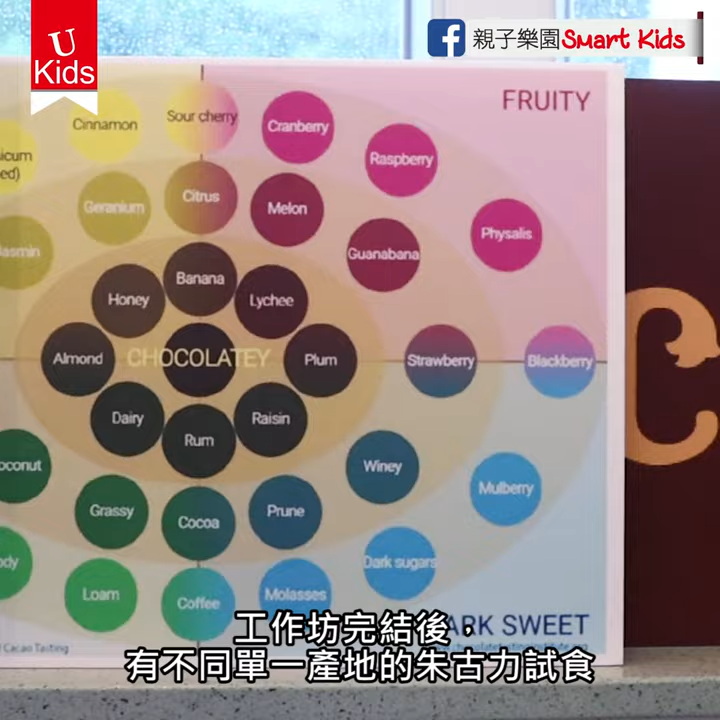 U
Kids
親子樂園Smart Kids
FRUITY
Cinnamon
Sour cherry
Cranberry
Raspberry
Geranium
Citrus
Melon
Guanabana
Physalis
Banana
Honey
Lychee
Almond
CHOCOLATEY
Plum
Strawberry
Blackberry
Dairy
Raisin
Rum
Winey
Mulberry
Grassy
Cocoa
Prune
Dark sugars
Loam
Coffee
Molasses
ARK SWEET
Cacao Tasting
工作坊完結後，
有不同單一產地的朱古力試食